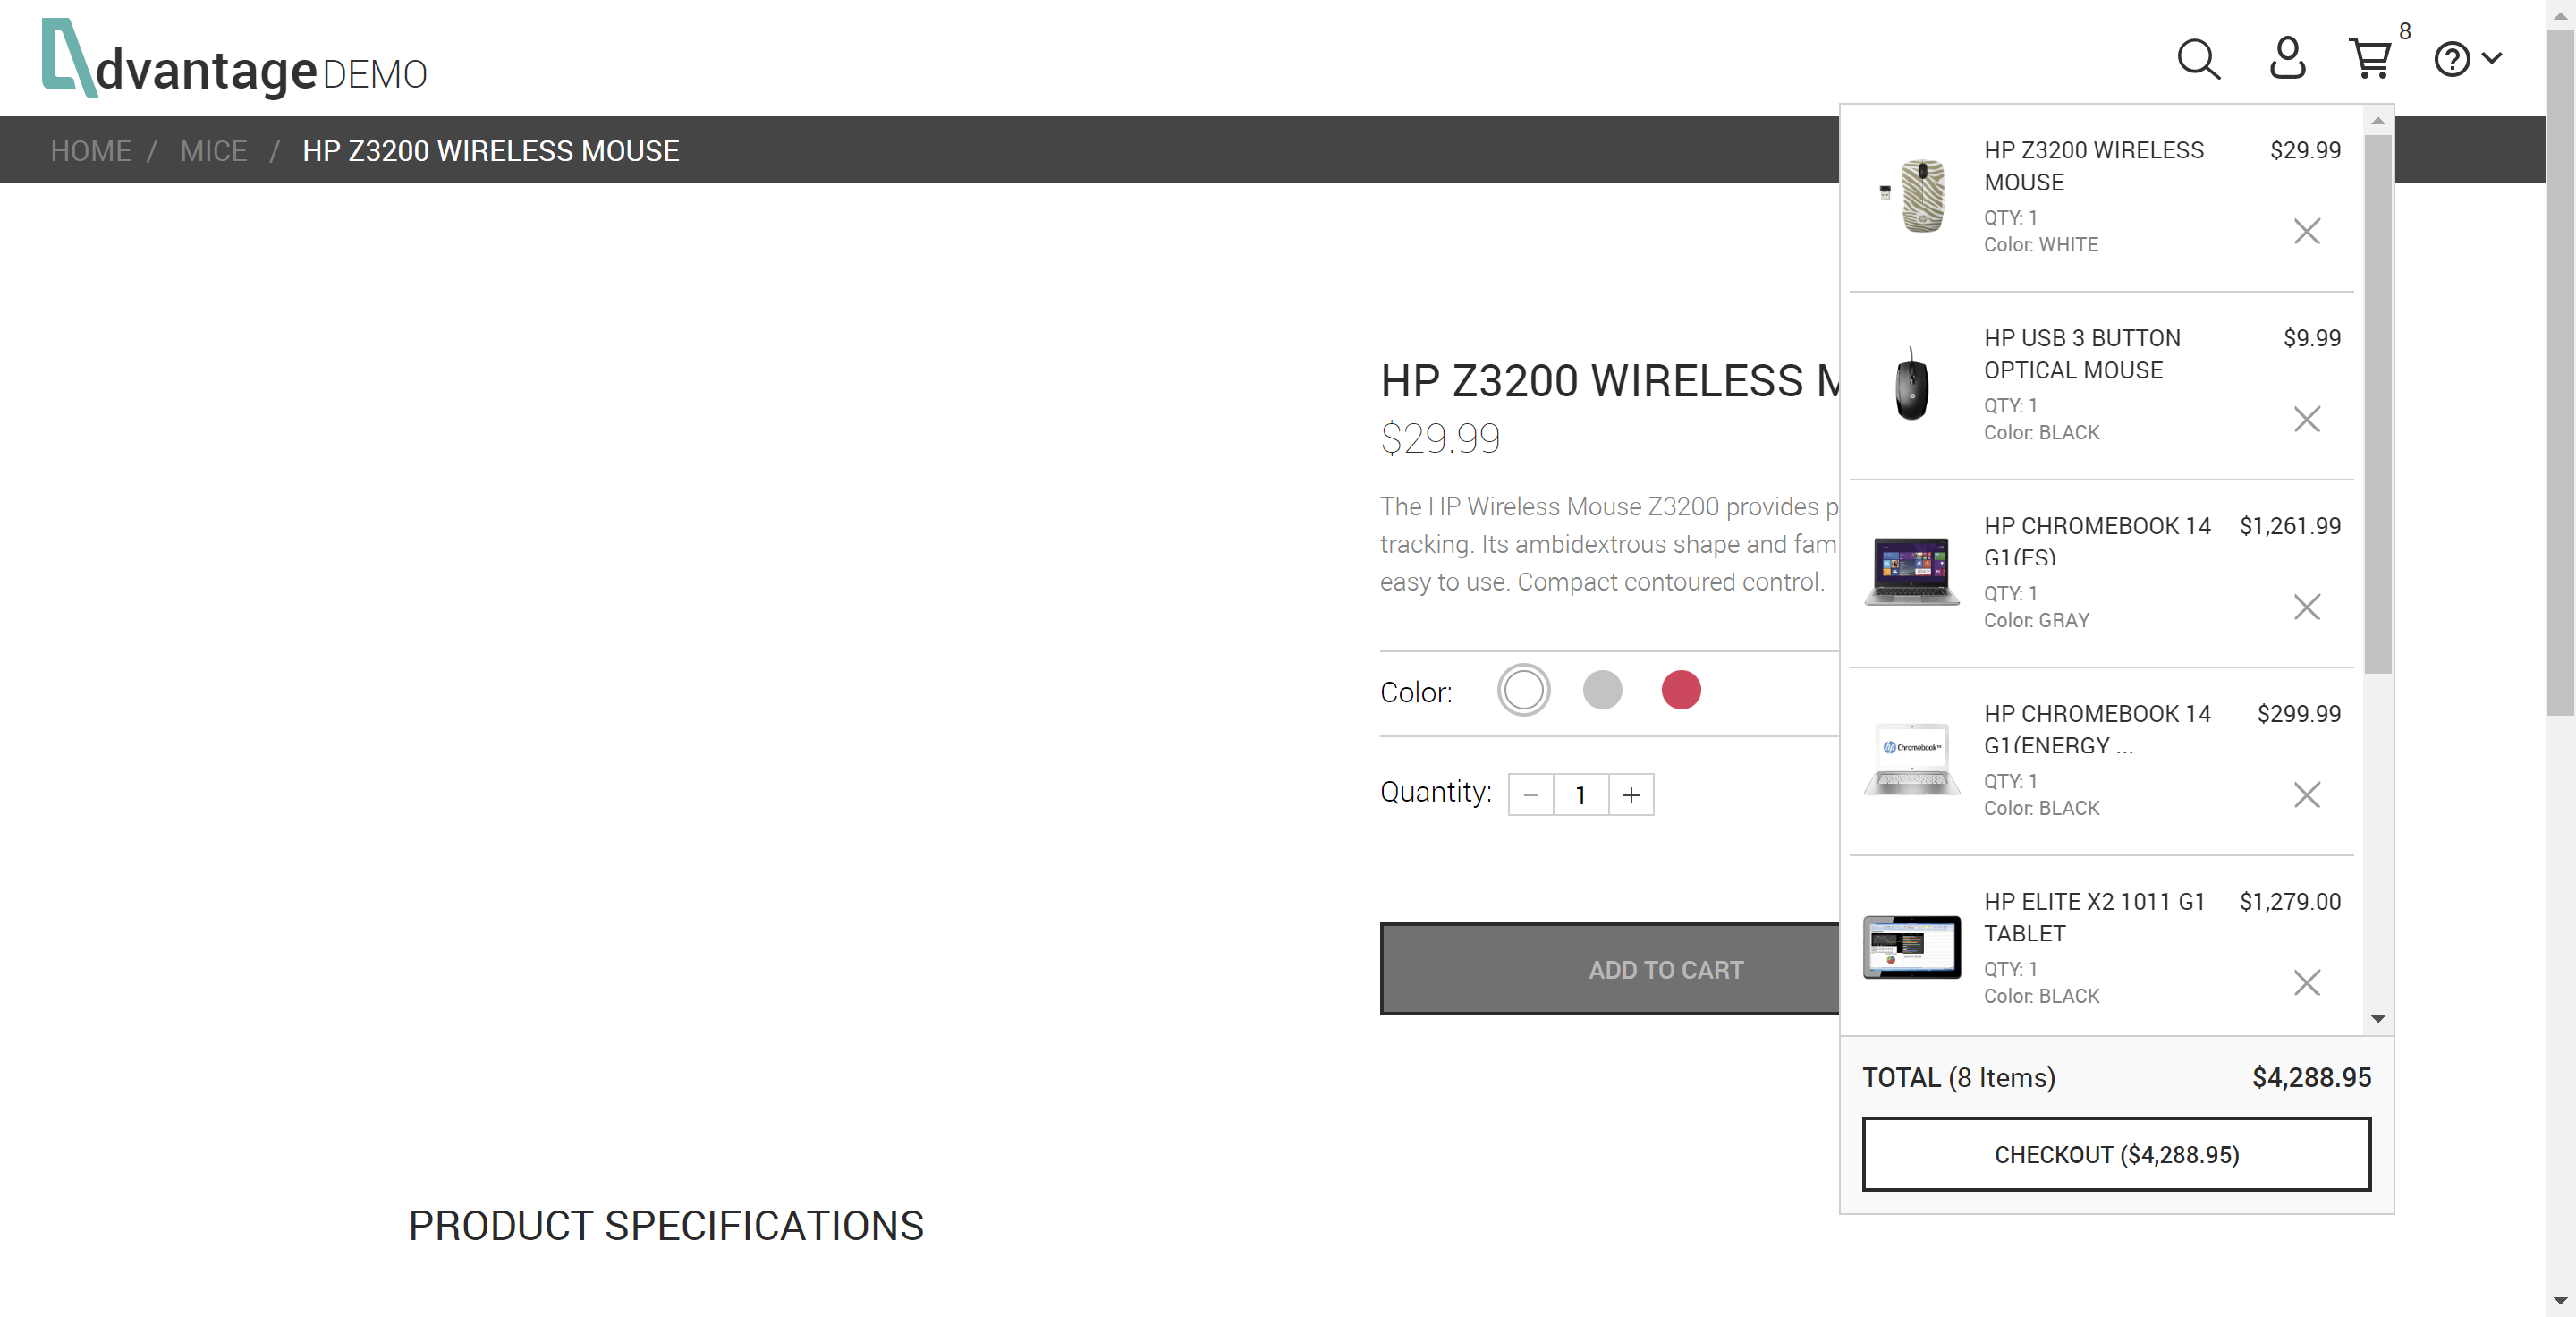 dvantage DEMO
8
HOME / MICE / HP Z3200 WIRELESS MOUSE
HP Z3200 WIRELESS M
$29.99
The HP Wireless Mouse Z3200 provides p
tracking. Its ambidextrous shape and fam
easy to use. Compact contoured control.
Color:
Quantity: − 1 +
ADD TO CART
PRODUCT SPECIFICATIONS
HP Z3200 WIRELESS $29.99
MOUSE
QTY: 1
Color: WHITE
HP USB 3 BUTTON $9.99
OPTICAL MOUSE
QTY: 1
Color: BLACK
HP CHROMEBOOK 14 $1,261.99
G1(ES)
QTY: 1
Color: GRAY
hp Chromebook
HP CHROMEBOOK 14 $299.99
G1(ENERGY ...
QTY: 1
Color: BLACK
HP ELITE X2 1011 G1 $1,279.00
TABLET
QTY: 1
Color: BLACK
TOTAL (8 Items) $4,288.95
CHECKOUT ($4,288.95)